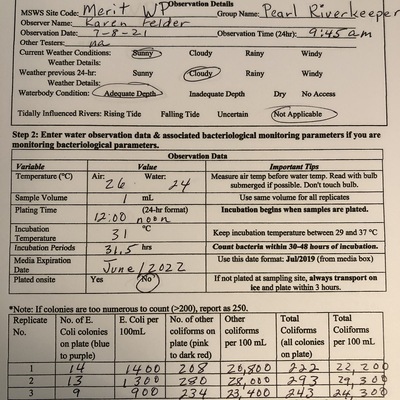 Observation Details
MSWS Site Code: Merit WP Group Name: Pearl Riverkeeper
Observer Name: Karen Felder
Observation Date: 7-8-21 Observation Time (24hr): 9:45 am
Other Testers: na
Current Weather Conditions: Sunny Cloudy Rainy Windy
Weather Details:
Weather previous 24-hr: Sunny Cloudy Rainy Windy
Weather Details:
Waterbody Condition: Adequate Depth Inadequate Depth Dry No Access
Tidally Influenced Rivers: Rising Tide Falling Tide Uncertain Not Applicable
Step 2: Enter water observation data & associated bacteriological monitoring parameters if you are
monitoring bacteriological parameters.
Observation Data
Variable Value Important Tips
Temperature (°C) Air: 26 Water: 24 Measure air temp before water temp. Read with bulb
submerged if possible. Don't touch bulb.
Sample Volume 1 mL Use same volume for all replicates
Plating Time 12:00 noon (24-hr format) Incubation begins when samples are plated.
Incubation
Temperature 31 °C Keep incubation temperature between 29 and 37 °C
Incubation Periods 31.5 hrs Count bacteria within 30-48 hours of incubation.
Media Expiration
Date June/2022 Use this date format: Jul/2019 (from media box)
Plated onsite Yes No If not plated at sampling site, always transport on
ice and plate within 3 hours.
*Note: If colonies are too numerous to count (>200), report as 250.
Replicate No. No. of E. Coli colonies on plate (blue to purple) E. Coli per 100mL No. of other coliforms on plate (pink to dark red) Other coliforms per 100 mL Total Coliforms (all colonies on plate) Total Coliforms per 100 mL
1 14 1400 208 20,800 222 22,200
2 13 1300 280 28,000 293 29,300
3 9 900 234 23,400 243 24,300